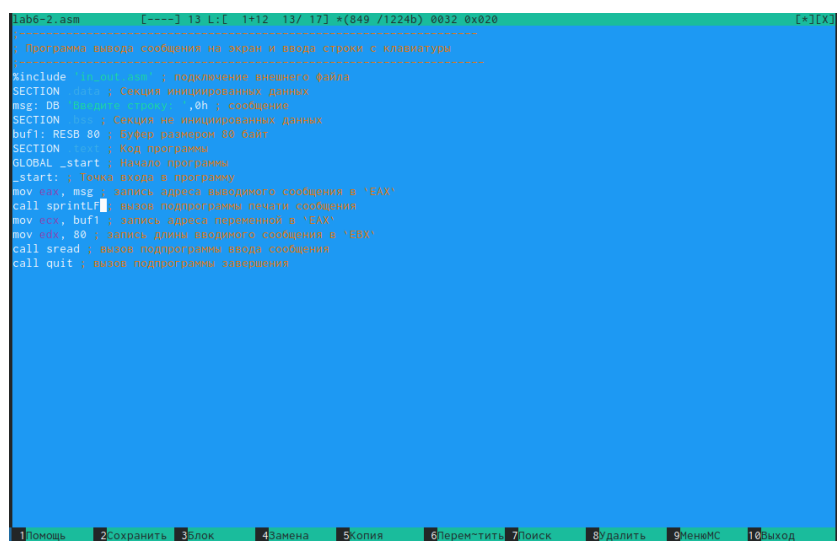 lab6-2.asm [----] 13 L:[ 1+12 13/ 17] *(849 /1224b) 0032 0x020 [*][X]
;--------------------------------------------------------------------
; Программа вывода сообщения на экран и ввода строки с клавиатуры
;--------------------------------------------------------------------
%include 'in_out.asm' ; подключение внешнего файла
SECTION .data ; Секция инициированных данных
msg: DB 'Введите строку: ',0h ; сообщение
SECTION .bss ; Секция не инициированных данных
buf1: RESB 80 ; Буфер размером 80 байт
SECTION .text ; Код программы
GLOBAL _start ; Начало программы
_start: ; Точка входа в программу
mov eax, msg ; запись адреса выводимого сообщения в 'EAX'
call sprintLF ; вызов подпрограммы печати сообщения
mov ecx, buf1 ; запись адреса переменной в 'EAX'
mov edx, 80 ; запись длины вводимого сообщения в 'EBX'
call sread ; вызов подпрограммы ввода сообщения
call quit ; вызов подпрограммы завершения
1Помощь 2Сохранить 3Блок 4Замена 5Копия 6Перем~тить 7Поиск 8Удалить 9МенюMC 10Выход